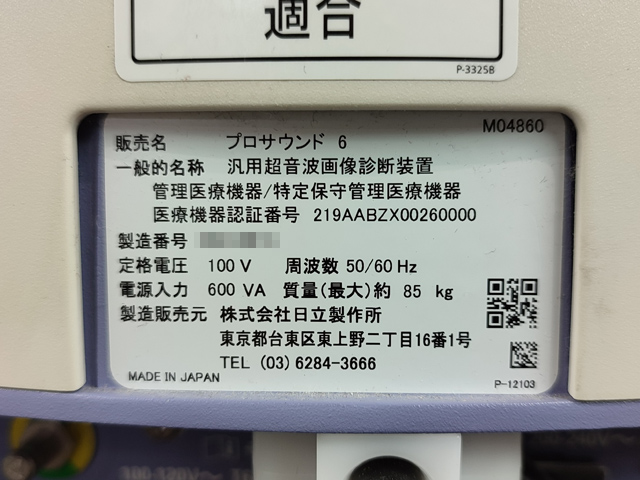 適合
P-3325B
M04860
販売名 プロサウンド 6
一般的名称 汎用超音波画像診断装置
管理医療機器/特定保守管理医療機器
医療機器認証番号 219AABZX00260000
製造番号
定格電圧 100 V 周波数 50/60 Hz
電源入力 600 VA 質量(最大)約 85 kg
製造販売元 株式会社日立製作所
東京都台東区東上野二丁目16番1号
TEL (03) 6284-3666
MADE IN JAPAN
P-12103